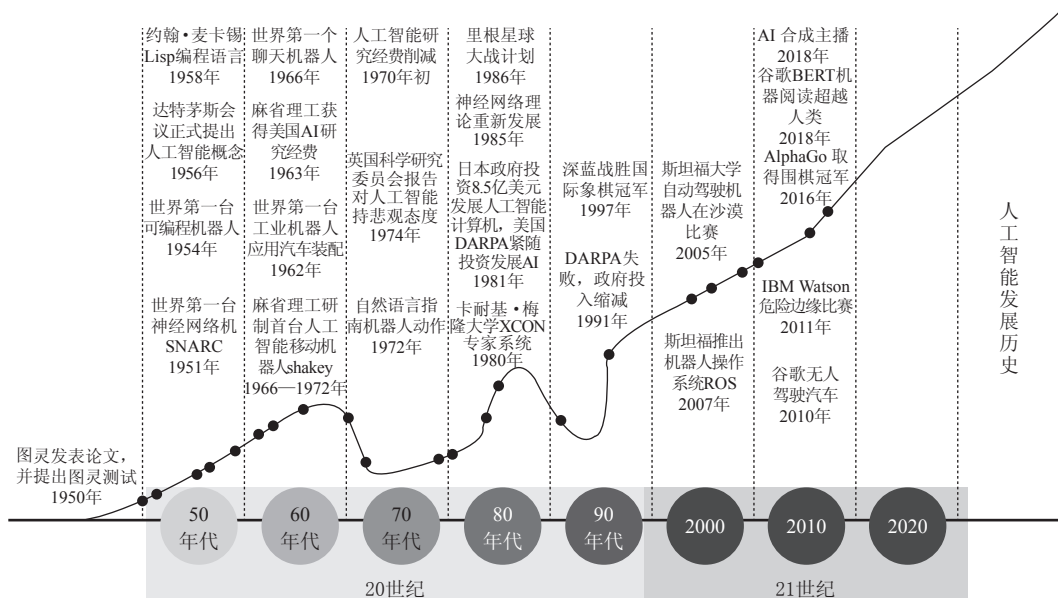 图灵发表论文，
并提出图灵测试
1950年
约翰·麦卡锡
Lisp编程语言
1958年
达特茅斯会
议正式提出
人工智能概念
1956年
世界第一台
可编程机器人
1954年
世界第一台
神经网络机
SNARC
1951年
世界第一个
聊天机器人
1966年
麻省理工获
得美国AI研
究经费
1963年
世界第一台
工业机器人
应用汽车装配
1962年
麻省理工研
制首台人工
智能移动机
器人shakey
1966—1972年
人工智能研
究经费削减
1970年初
英国科学研究
委员会报告
对人工智能
持悲观态度
1974年
自然语言指
南机器人动作
1972年
里根星球
大战计划
1986年
神经网络理
论重新发展
1985年
日本政府投
资8.5亿美元
发展人工智能
计算机，美国
DARPA紧随
投资发展AI
1981年
卡耐基·梅
隆大学XCON
专家系统
1980年
深蓝战胜国
际象棋冠军
1997年
DARPA失
败，政府投
入缩减
1991年
斯坦福大学
自动驾驶机
器人在沙漠
比赛
2005年
斯坦福推出
机器人操作
系统ROS
2007年
AI 合成主播
2018年
谷歌BERT机
器阅读超越
人类
2018年
AlphaGo 取
得围棋冠军
2016年
IBM Watson
危险边缘比赛
2011年
谷歌无人
驾驶汽车
2010年
人工智能发展历史
50
年代
60
年代
70
年代
80
年代
90
年代
2000
2010
2020
20世纪
21世纪